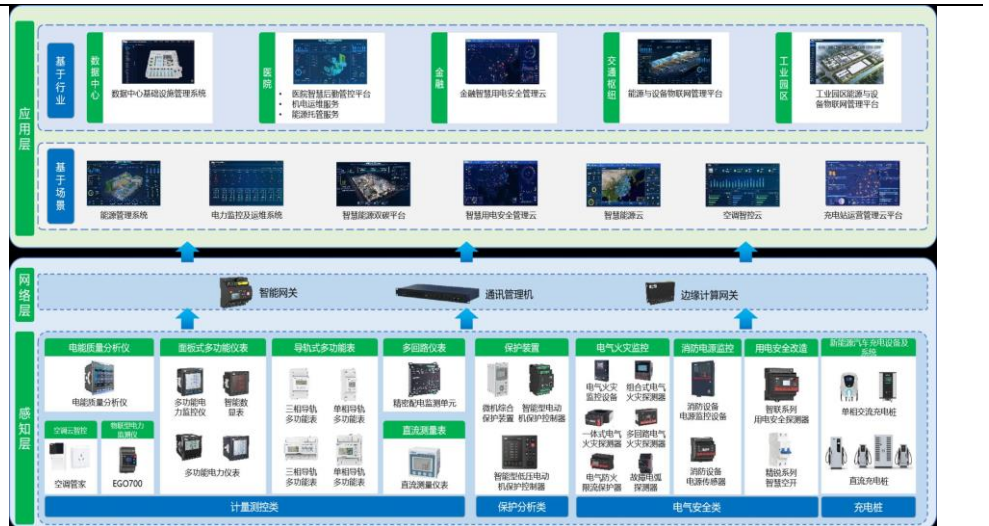 应用层
基于行业
数据中心
数据中心基础设施管理系统
医院
• 医院智慧后勤管控平台
• 机电运维服务
• 能源托管服务
金融
金融智慧用电安全管理云
交通枢纽
能源与设备物联网管理平台
工业园区
工业园区能源与设
备物联网管理平台
基于场景
能源管理系统
电力监控及运维系统
智慧能源双碳平台
智慧用电安全管理云
智慧能源云
空调智控云
充电站运营管理云平台
网络层
智能网关
通讯管理机
边缘计算网关
感知层
电能质量分析仪
电能质量分析仪
空调云智控
空调管家
物联型电力
监测仪
EGO700
面板式多功能仪表
多功能电
力监控仪
智能数
显表
多功能电力仪表
导轨式多功能表
三相导轨
多功能表
单相导轨
多功能表
三相导轨
多功能表
单相导轨
多功能表
多回路仪表
精密配电监测单元
直流测量表
直流测量仪表
计量测控类
保护装置
微机综合
保护装置
智能型电动
机保护控制器
智能型低压电动
机保护控制器
保护分析类
电气火灾监控
电气火灾
监控设备
组合式电气
火灾探测器
一体式电气
火灾探测器
多回路电气
火灾探测器
电气防火
限流保护器
故障电弧
探测器
消防电源监控
消防设备
电源监控设备
消防设备
电源传感器
用电安全改造
智联系列
用电安全探测器
精锐系列
智慧空开
电气安全类
新能源汽车充电设备及
系统
单相交流充电桩
直流充电桩
充电桩